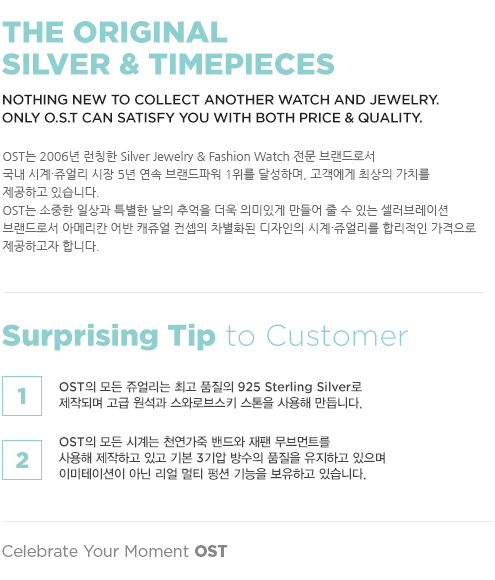 THE ORIGINAL
SILVER & TIMEPIECES
NOTHING NEW TO COLLECT ANOTHER WATCH AND JEWELRY.
ONLY O.S.T CAN SATISFY YOU WITH BOTH PRICE & QUALITY.
OST는 2006년 런칭한 Silver Jewelry & Fashion Watch 전문 브랜드로서
국내 시계·쥬얼리 시장 5년 연속 브랜드파워 1위를 달성하며, 고객에게 최상의 가치를
제공하고 있습니다.
OST는 소중한 일상과 특별한 날의 추억을 더욱 의미있게 만들어 줄 수 있는 셀러브레이션
브랜드로서 아메리칸 어반 캐쥬얼 컨셉의 차별화된 디자인의 시계·쥬얼리를 합리적인 가격으로
제공하고자 합니다.
Surprising Tip to Customer
1
OST의 모든 쥬얼리는 최고 품질의 925 Sterling Silver로
제작되며 고급 원석과 스와로브스키 스톤을 사용해 만듭니다.
2
OST의 모든 시계는 천연가죽 밴드와 재팬 무브먼트를
사용해 제작하고 있고 기본 3기압 방수의 품질을 유지하고 있으며
이미테이션이 아닌 리얼 멀티 펑션 기능을 보유하고 있습니다.
Celebrate Your Moment OST